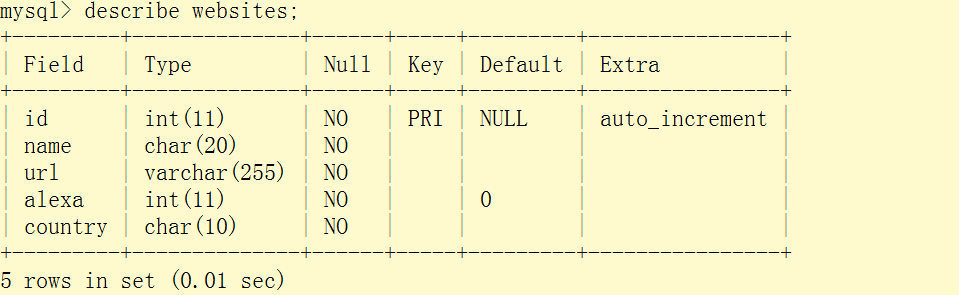 mysql> describe websites;
+---------+--------------+------+-----+---------+----------------+
| Field   | Type         | Null | Key | Default | Extra          |
+---------+--------------+------+-----+---------+----------------+
| id      | int(11)      | NO   | PRI | NULL    | auto_increment |
| name    | char(20)     | NO   |     |         |                |
| url     | varchar(255) | NO   |     |         |                |
| alexa   | int(11)      | NO   |     | 0       |                |
| country | char(10)     | NO   |     |         |                |
+---------+--------------+------+-----+---------+----------------+
5 rows in set (0.01 sec)